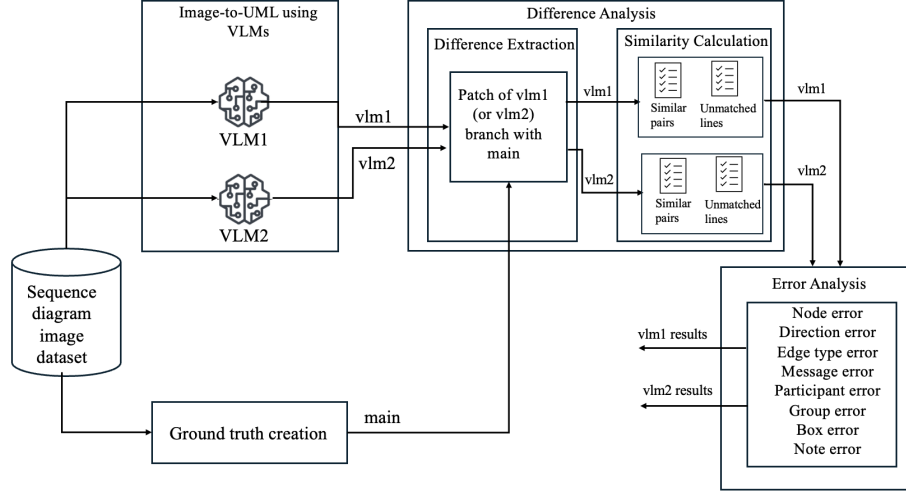 Image-to-UML using
VLMs
VLM1
VLM2
Sequence
diagram
image
dataset
Ground truth creation
main
vlm1
vlm2
Difference Analysis
Difference Extraction
Patch of vlm1
(or vlm2)
branch with
main
vlm1
vlm2
Similarity Calculation
Similar
pairs
Unmatched
lines
Similar
pairs
Unmatched
lines
vlm1
vlm2
Error Analysis
Node error
Direction error
Edge type error
Message error
Participant error
Group error
Box error
Note error
vlm1 results
vlm2 results